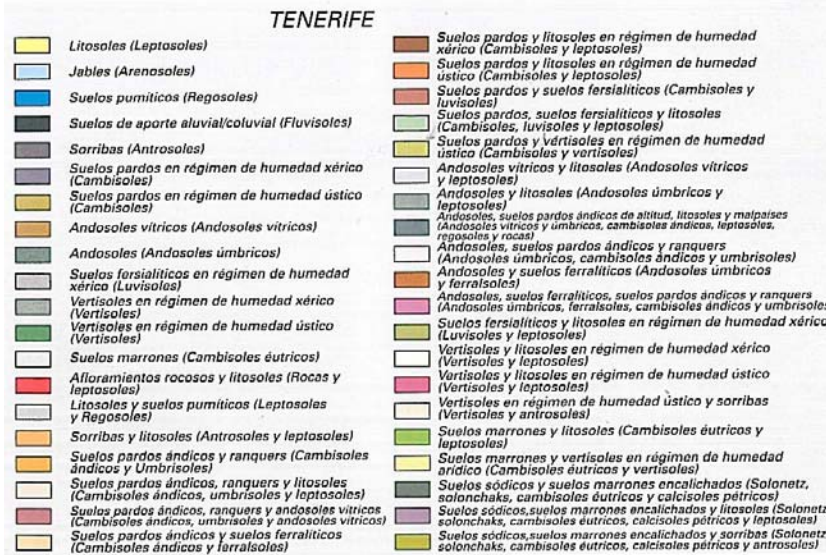 TENERIFE
Litosoles (Leptosoles)
Jables (Arenosoles)
Suelos pumíticos (Regosoles)
Suelos de aporte aluvial/coluvial (Fluvisoles)
Sorribas (Antrosoles)
Suelos pardos en régimen de humedad xérico
(Cambisoles)
Suelos pardos en régimen de humedad ústico
(Cambisoles)
Andosoles vítricos (Andosoles vítricos)
Andosoles (Andosoles úmbricos)
Suelos fersialíticos en régimen de humedad
xérico (Luvisoles)
Vertisoles en régimen de humedad xérico
(Vertisoles)
Vertisoles en régimen de humedad ústico
(Vertisoles)
Suelos marrones (Cambisoles éutricos)
Afloramientos rocosos y litosoles (Rocas y
leptosoles)
Litosoles y suelos pumíticos (Leptosoles
y Regosoles)
Sorribas y litosoles (Antrosoles y leptosoles)
Suelos pardos ándicos y ranquers (Cambisoles
ándicos y Umbrisoles)
Suelos pardos ándicos, ranquers y litosoles
(Cambisoles ándicos, umbrisoles y leptosoles)
Suelos pardos ándicos, ranquers y andosoles vítricos
(Cambisoles ándicos, umbrisoles y andosoles vítricos)
Suelos pardos ándicos y suelos ferralíticos
(Cambisoles ándicos y ferralsoles)
Suelos pardos y litosoles en régimen de humedad
xérico (Cambisoles y leptosoles)
Suelos pardos y litosoles en régimen de humedad
ústico (Cambisoles y leptosoles)
Suelos pardos y suelos fersialíticos (Cambisoles y
luvisoles)
Suelos pardos, suelos fersialíticos y litosoles
(Cambisoles, luvisoles y leptosoles)
Suelos pardos y vértisoles en régimen de humedad
ústico (Cambisoles y vertisoles)
Andosoles vítricos y litosoles (Andosoles vítricos
y leptosoles)
Andosoles y litosoles (Andosoles úmbricos y
leptosoles)
Andosoles, suelos pardos ándicos de altitud, litosoles y malpaíses
(Andosoles vítricos y úmbricos, cambisoles ándicos, leptosoles,
regosoles y rocas)
Andosoles, suelos pardos ándicos y ranquers
(Andosoles úmbricos, cambisoles ándicos y umbrisoles)
Andosoles y suelos ferralíticos (Andosoles úmbricos
y ferralsoles)
Andosoles, suelos ferralíticos, suelos pardos ándicos y ranquers
(Andosoles úmbricos, ferralsoles, cambisoles ándicos y umbrisoles
Suelos fersialíticos y litosoles en régimen de humedad xérico
(Luvisoles y leptosoles)
Vertisoles y litosoles en régimen de humedad xérico
(Vertisoles y leptosoles)
Vertisoles y litosoles en régimen de humedad ústico
(Vertisoles y leptosoles)
Vertisoles en régimen de humedad ústico y sorribas
(Vertisoles y antrosoles)
Suelos marrones y litosoles (Cambisoles éutricos y
leptosoles)
Suelos marrones y vertisoles en régimen de humedad
arídico (Cambisoles éutricos y vertisoles)
Suelos sódicos y suelos marrones encalichados (Solonetz,
solonchaks, cambisoles éutricos y calcisoles pétricos)
Suelos sódicos,suelos marrones encalichados y litosoles (Solonetz
solonchaks, cambisoles éutricos, calcisoles pétricos y leptosoles)
Suelos sódicos,suelos marrones encalichados y sorribas (Solonetz
solonchaks, cambisoles éutricos, calcisoles pétricos y antrosoles)